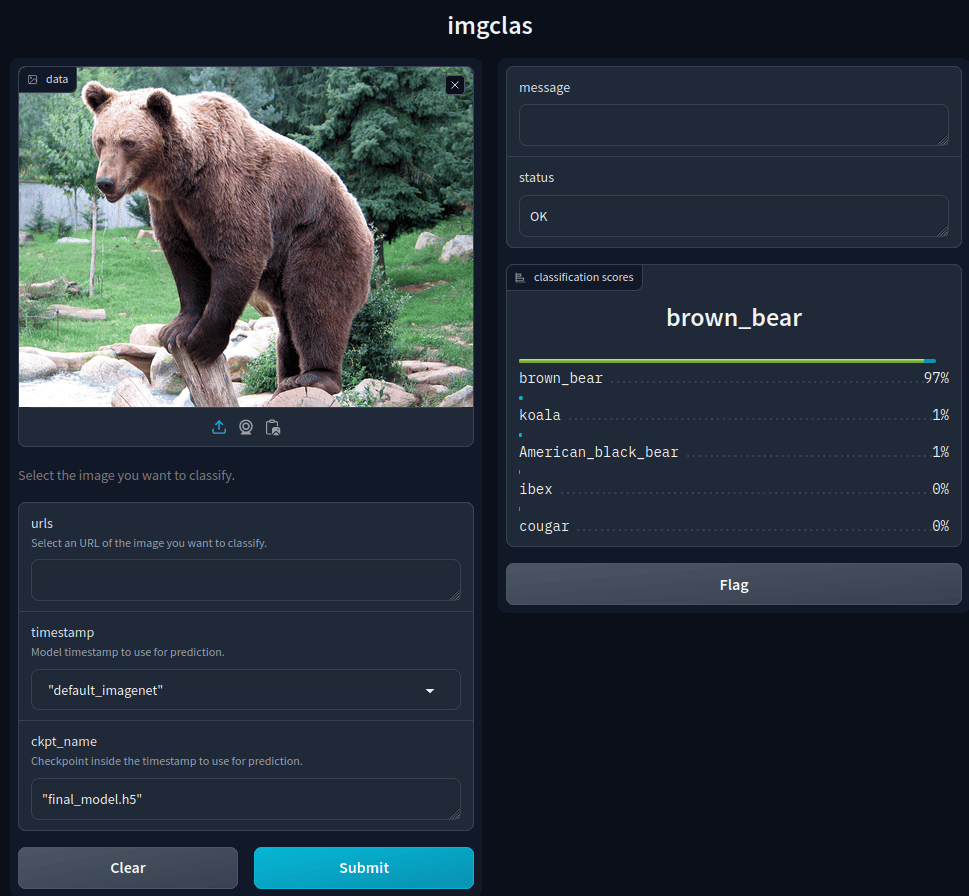 imgclas
data
Select the image you want to classify.
urls
Select an URL of the image you want to classify.
timestamp
Model timestamp to use for prediction.
"default_imagenet"
ckpt_name
Checkpoint inside the timestamp to use for prediction.
"final_model.h5"
Clear
Submit
message
status
OK
classification scores
brown_bear
brown_bear 97%
koala 1%
American_black_bear 1%
ibex 0%
cougar 0%
Flag